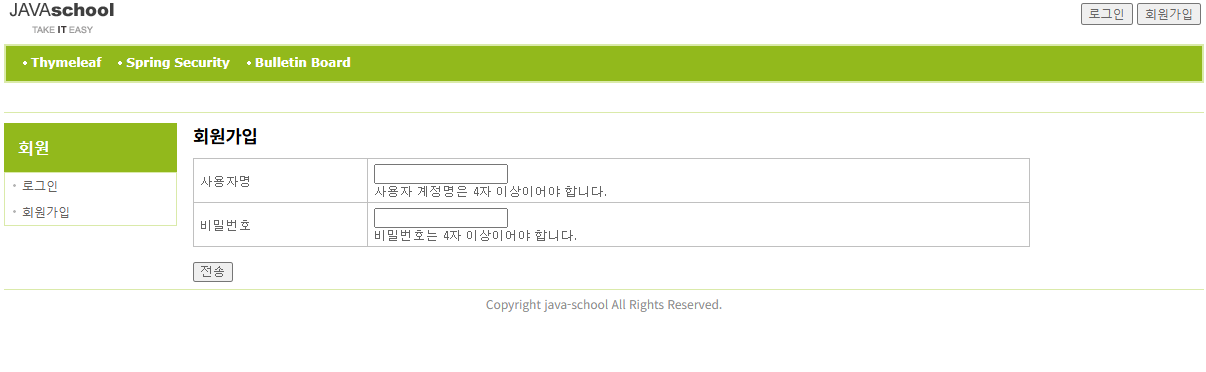 JAVAschool
TAKE IT EASY
로그인 회원가입
Thymeleaf Spring Security Bulletin Board
회원
로그인
회원가입
회원가입
사용자명
사용자 계정명은 4자 이상이어야 합니다.
비밀번호
비밀번호는 4자 이상이어야 합니다.
전송
Copyright java-school All Rights Reserved.